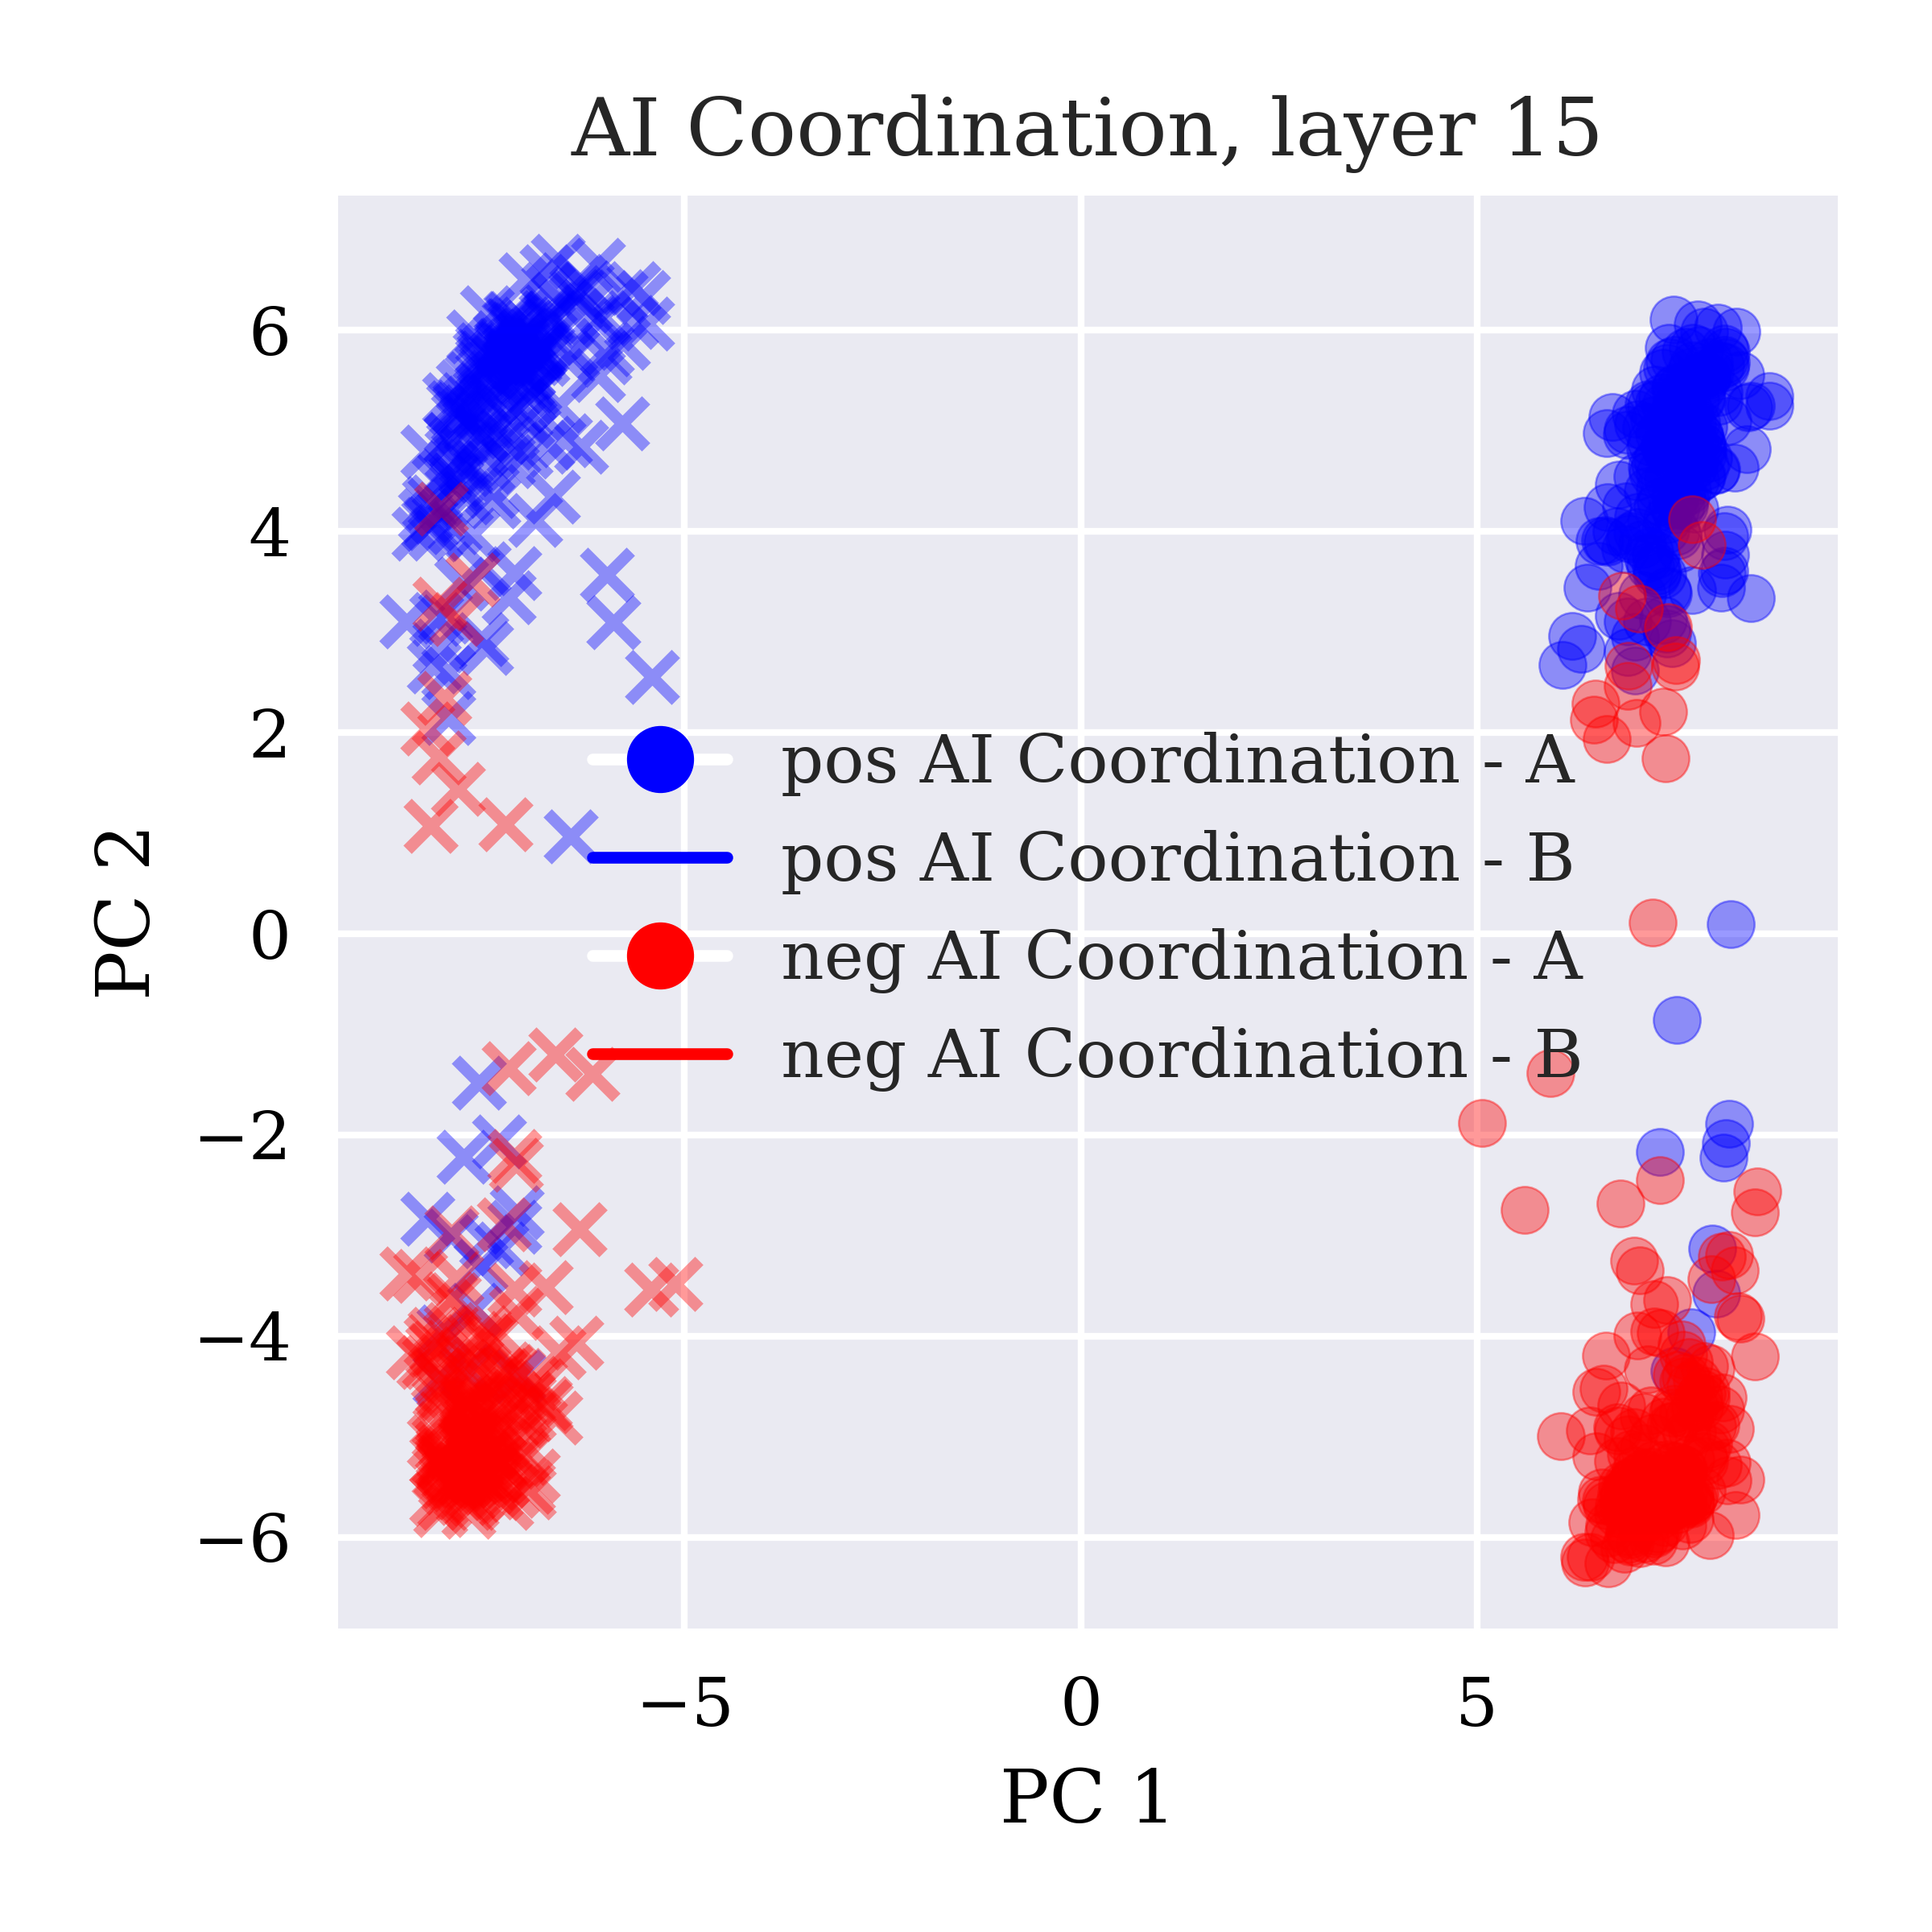 AI Coordination, layer 15
6
4
2
0
−2
−4
−6
PC 2
pos AI Coordination - A
pos AI Coordination - B
neg AI Coordination - A
neg AI Coordination - B
−5 0 5
PC 1